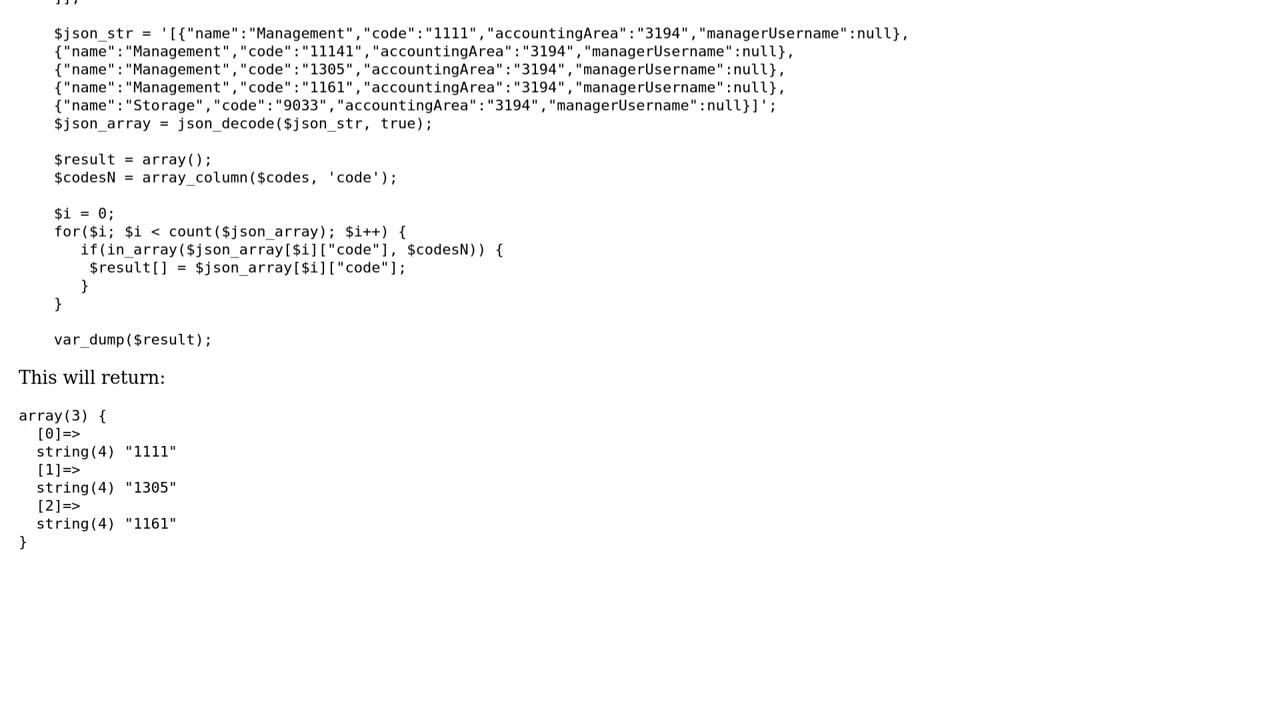 ]];
$json_str = '[{"name":"Management","code":"1111","accountingArea":"3194","managerUsername":null},
{"name":"Management","code":"11141","accountingArea":"3194","managerUsername":null},
{"name":"Management","code":"1305","accountingArea":"3194","managerUsername":null},
{"name":"Management","code":"1161","accountingArea":"3194","managerUsername":null},
{"name":"Storage","code":"9033","accountingArea":"3194","managerUsername":null}]';
$json_array = json_decode($json_str, true);
$result = array();
$codesN = array_column($codes, 'code');
$i = 0;
for($i; $i < count($json_array); $i++) {
if(in_array($json_array[$i]["code"], $codesN)) {
$result[] = $json_array[$i]["code"];
}
}
var_dump($result);
This will return:
array(3) {
[0]=>
string(4) "1111"
[1]=>
string(4) "1305"
[2]=>
string(4) "1161"
}